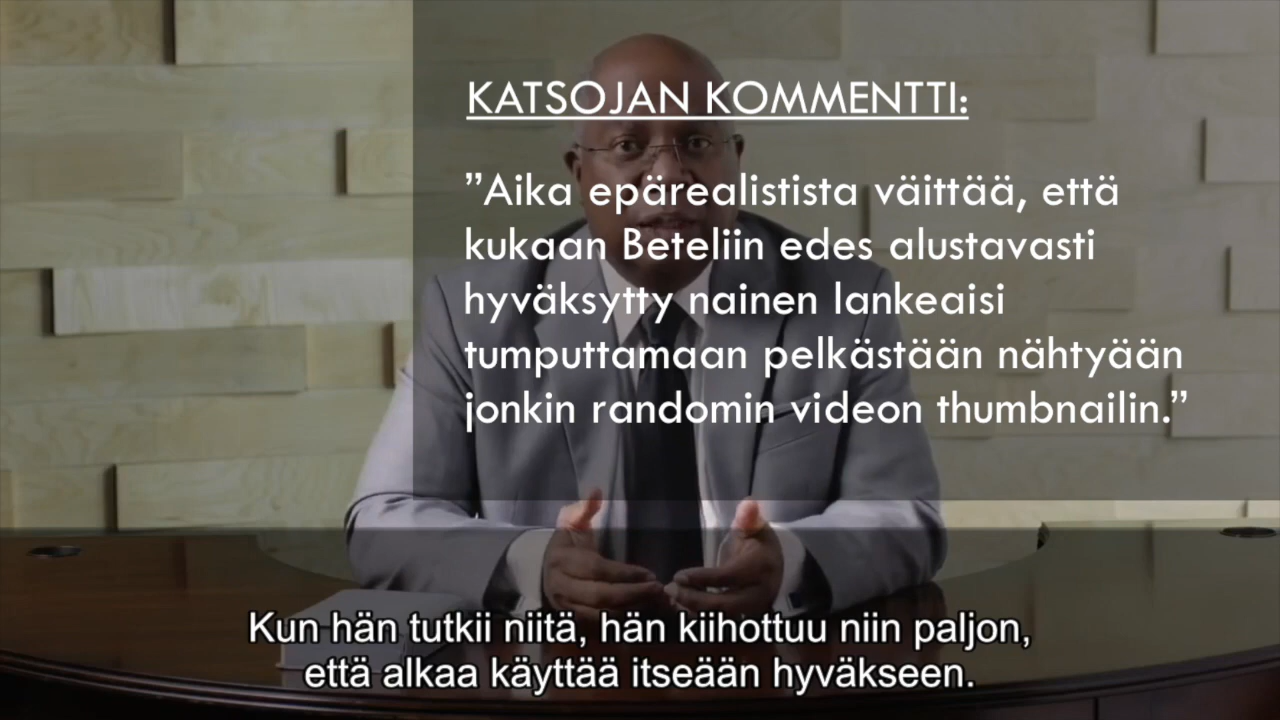 KATSOJAN KOMMENTTI:
”Aika epärealistista väittää, että
kukaan Beteliin edes alustavasti
hyväksytty nainen lankeaisi
tumputtamaan pelkästään nähtyään
jonkin randomin videon thumbnailin.”
Kun hän tutkii niitä, hän kiihottuu niin paljon,
että alkaa käyttää itseään hyväkseen.